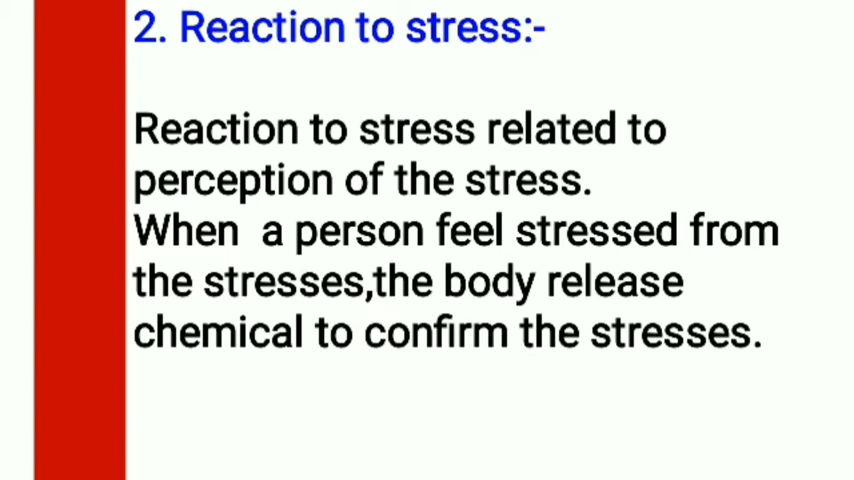 2. Reaction to stress:-
Reaction to stress related to
perception of the stress.
When a person feel stressed from
the stresses,the body release
chemical to confirm the stresses.